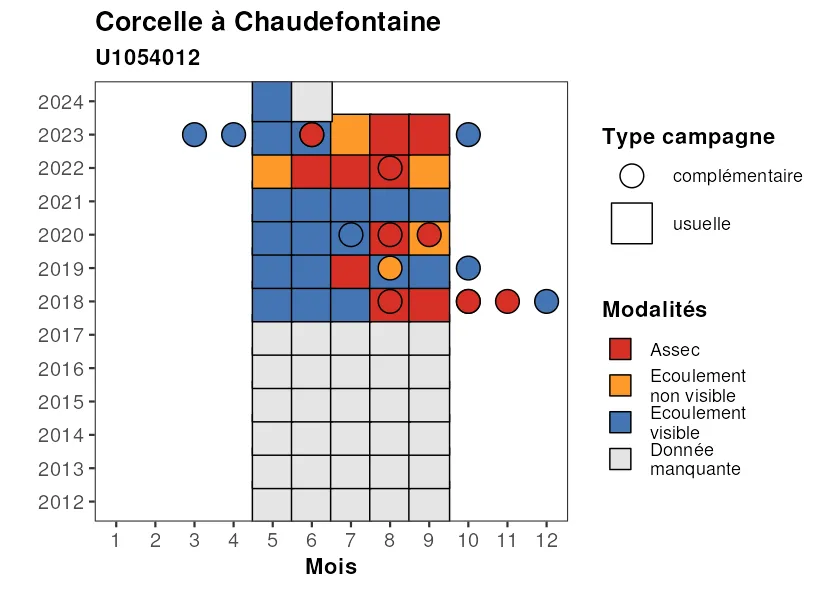 Corcelle à Chaudefontaine
U1054012
2024
2023
2022
2021
2020
2019
2018
2017
2016
2015
2014
2013
2012
1 2 3 4 5 6 7 8 9 10 11 12
Mois
Type campagne
complémentaire
usuelle
Modalités
Assec
Ecoulement
non visible
Ecoulement
visible
Donnée
manquante